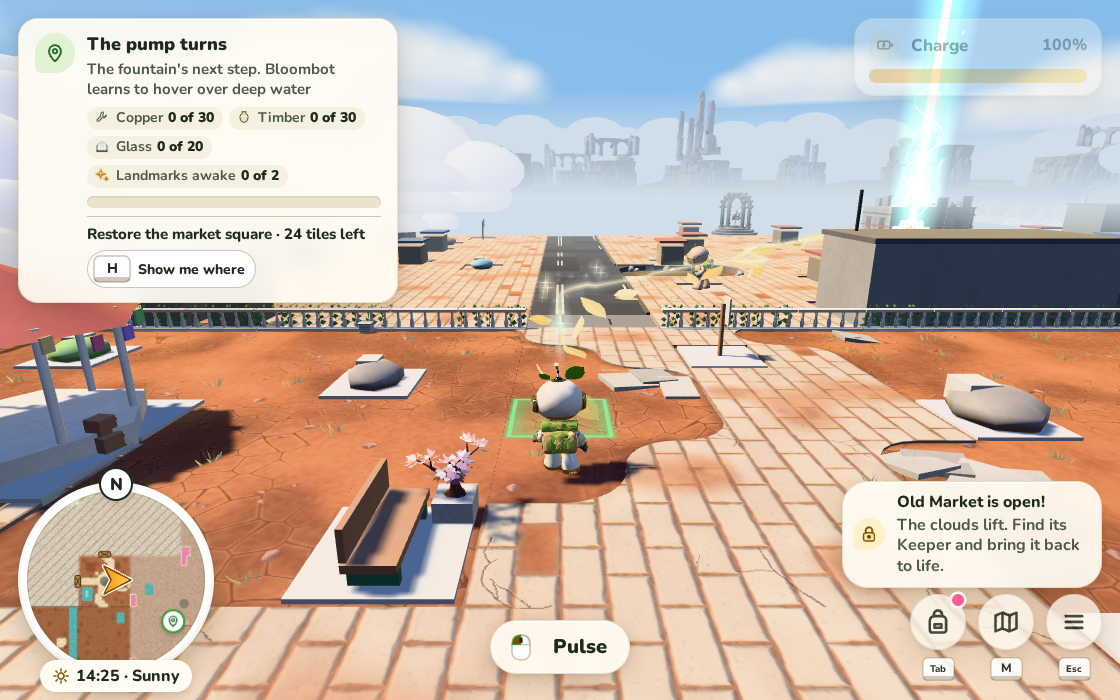 The pump turns
The fountain's next step. Bloombot
learns to hover over deep water
Copper 0 of 30 Timber 0 of 30
Glass 0 of 20
Landmarks awake 0 of 2
Restore the market square · 24 tiles left
H Show me where
Charge 100%
Old Market is open!
The clouds lift. Find its
Keeper and bring it back
to life.
N
14:25 · Sunny
Pulse
Tab M Esc